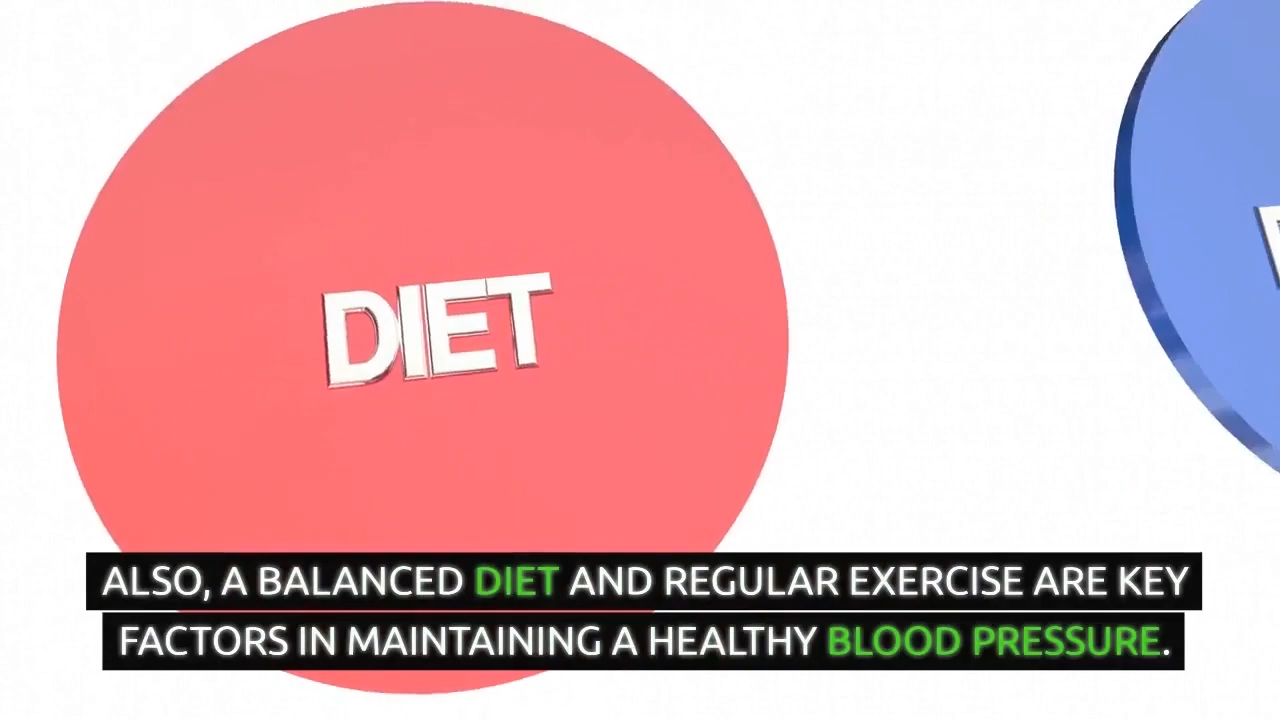 DIET
ALSO, A BALANCED DIET AND REGULAR EXERCISE ARE KEY
FACTORS IN MAINTAINING A HEALTHY BLOOD PRESSURE.